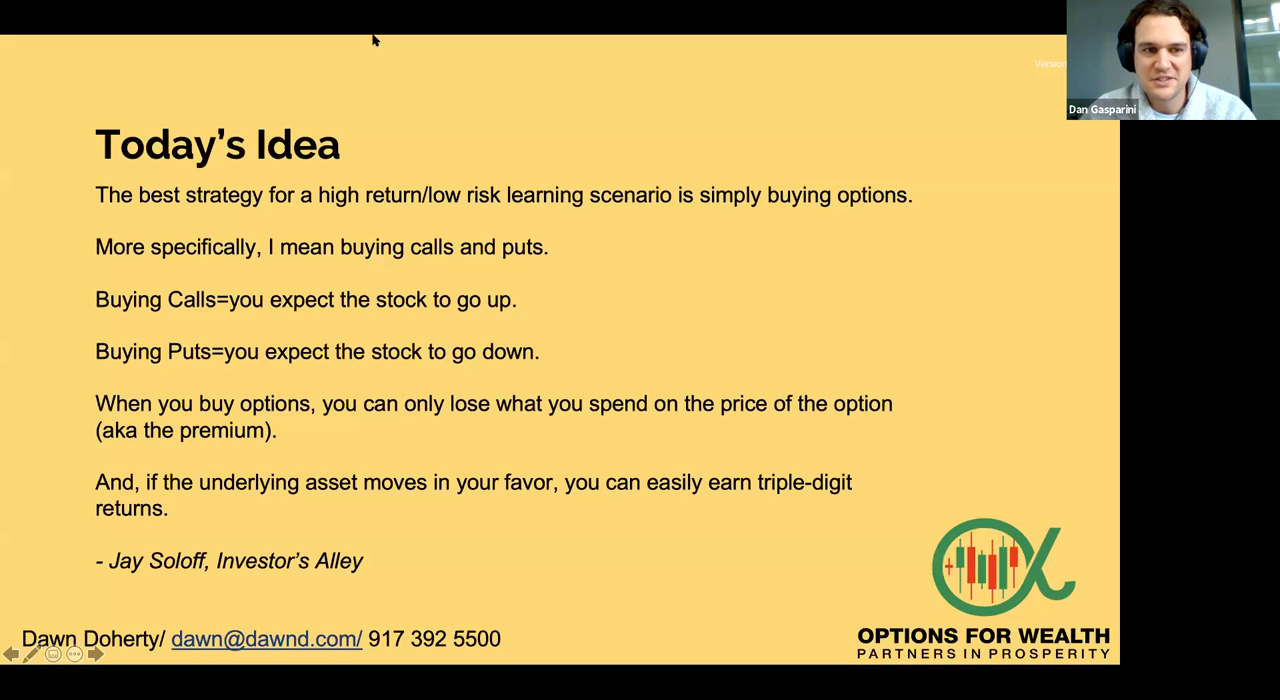 Version
Dan Gasparini
Today's Idea
The best strategy for a high return/low risk learning scenario is simply buying options.
More specifically, I mean buying calls and puts.
Buying Calls=you expect the stock to go up.
Buying Puts=you expect the stock to go down.
When you buy options, you can only lose what you spend on the price of the option
(aka the premium).
And, if the underlying asset moves in your favor, you can easily earn triple-digit
returns.
- Jay Soloff, Investor's Alley
Dawn Doherty/ dawn@dawnd.com/ 917 392 5500
OPTIONS FOR WEALTH
PARTNERS IN PROSPERITY